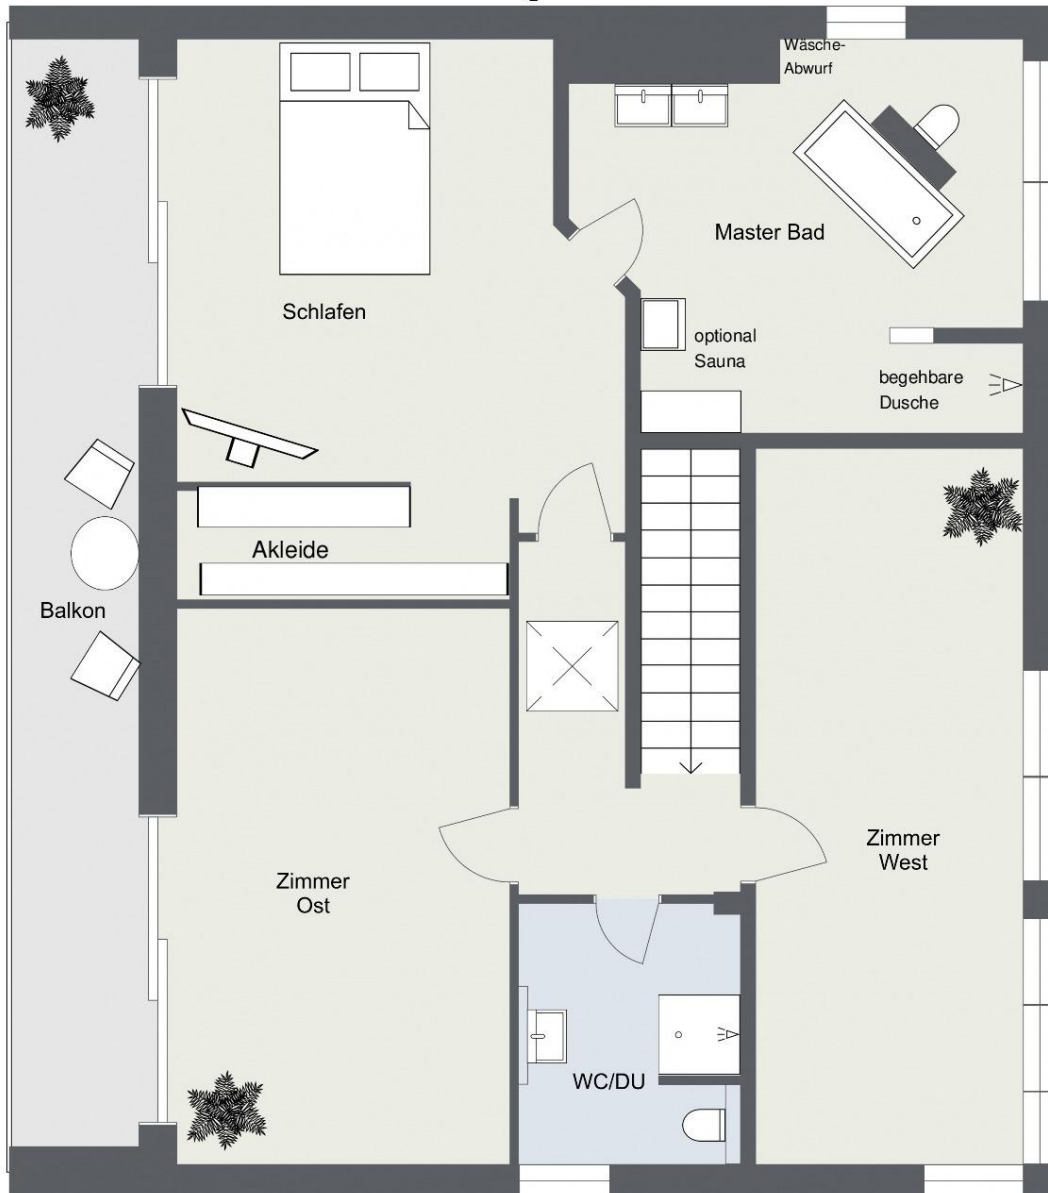 Wäsche-
Abwurf
Master Bad
Schlafen
optional
Sauna
begehbare
Dusche
Akleide
Balkon
Zimmer
West
Zimmer
Ost
WC/DU